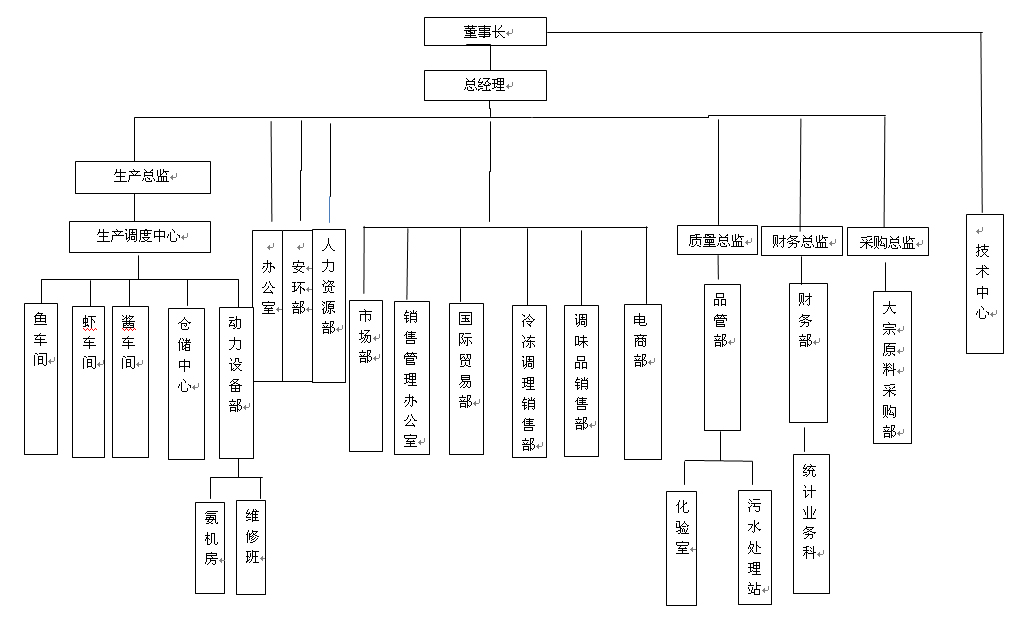 董事长
总经理
生产总监
生产调度中心
办公室
安环部
人力资源部
质量总监
财务总监
采购总监
技术中心
鱼车间
虾车间
酱车间
仓储中心
动力设备部
市场部
销售管理办公室
国际贸易部
冷冻调理销售部
调味品销售部
电商部
品管部
财务部
大宗原料采购部
氨机房
维修班
化验室
污水处理站
统计业务科